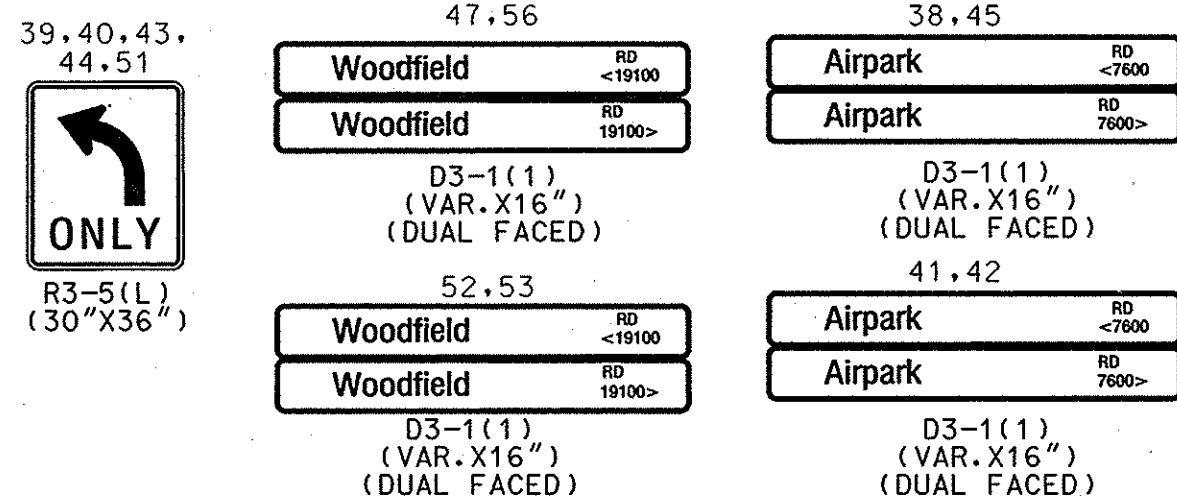 39,40,43,
44,51
ONLY
R3-5(L)
(30"X36")
47,56
Woodfield RD <19100
Woodfield RD 19100>
D3-1(1)
(VAR.X16")
(DUAL FACED)
38,45
Airpark RD <7600
Airpark RD 7600>
D3-1(1)
(VAR.X16")
(DUAL FACED)
52,53
Woodfield RD <19100
Woodfield RD 19100>
D3-1(1)
(VAR.X16")
(DUAL FACED)
41,42
Airpark RD <7600
Airpark RD 7600>
D3-1(1)
(VAR.X16")
(DUAL FACED)